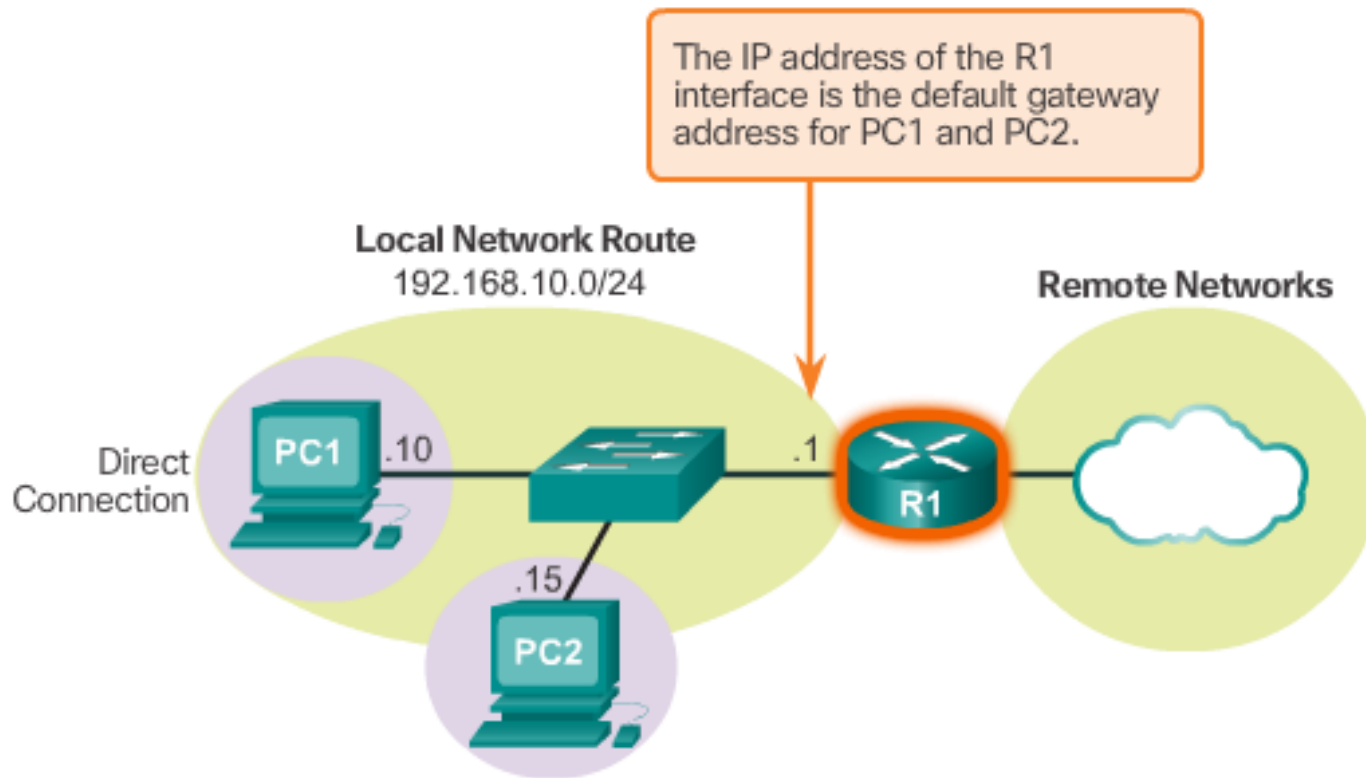 The IP address of the R1
interface is the default gateway
address for PC1 and PC2.
Local Network Route
192.168.10.0/24
Remote Networks
Direct
Connection
PC1
.10
.1
R1
.15
PC2